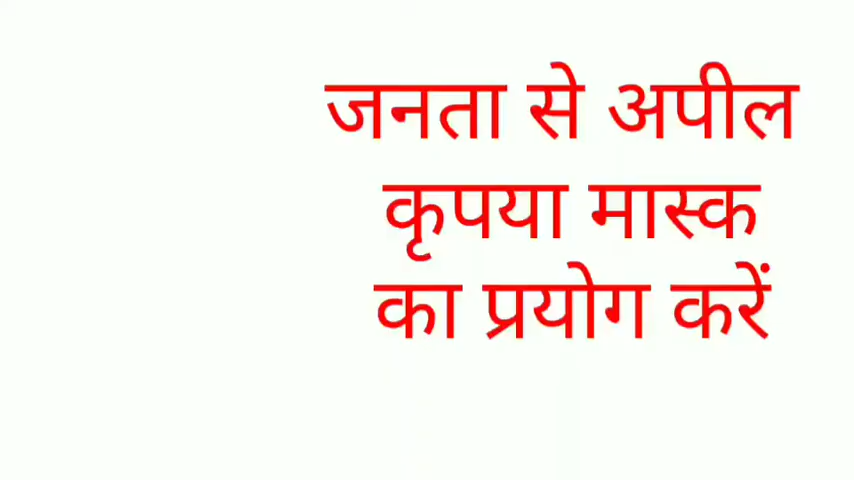 जनता से अपील
कृपया मास्क
का प्रयोग करें